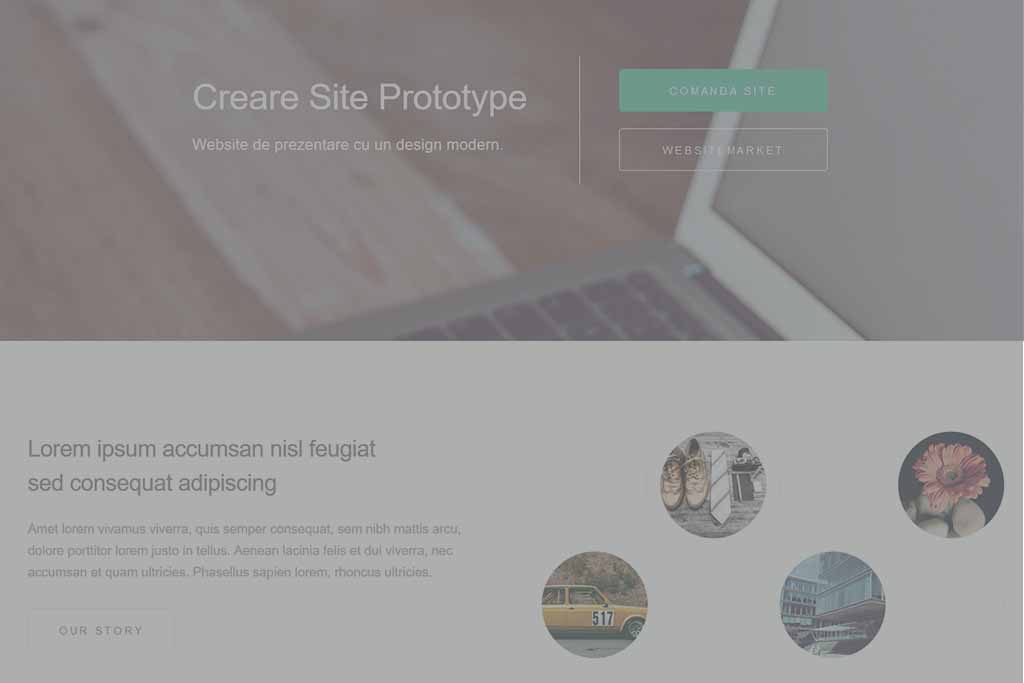 Creare Site Prototype
Website de prezentare cu un design modern.
COMANDA SITE
WEBSITEMARKET
Lorem ipsum accumsan nisl feugiat
sed consequat adipiscing
Amet lorem vivamus viverra, quis semper consequat, sem nibh mattis arcu,
dolore porttitor lorem justo in tellus. Aenean lacinia felis et dui viverra, nec
accumsan et quam ultricies. Phasellus sapien lorem, rhoncus ultricies.
OUR STORY
517